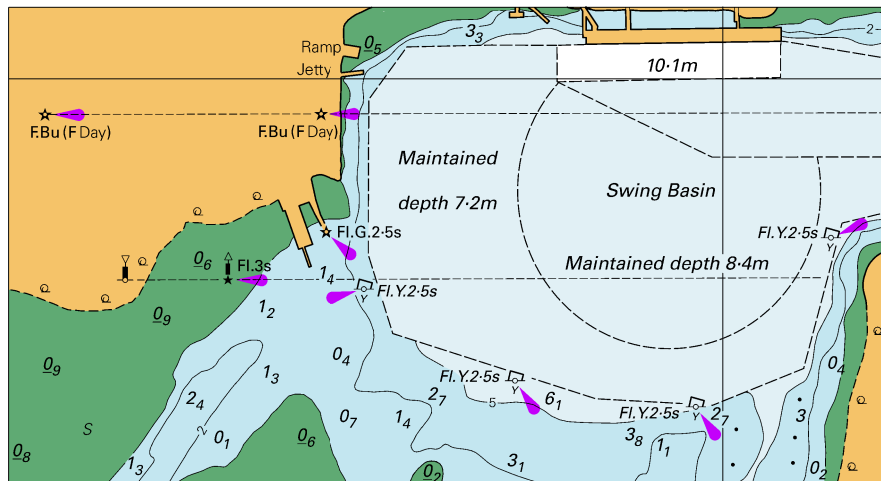 3₃
2
Ramp
0₅
Jetty
10·1m
F.Bu (F Day)
F.Bu (F Day)
Maintained
depth 7·2m
Swing Basin
Fl.G.2·5s
Fl.Y.2·5s
0₆
Fl.3s
1₄
Maintained depth 8·4m
Y
Fl.Y.2·5s
Y
1₂
0₉
0₄
0₄
0₉
1₃
Fl.Y.2·5s
Y
2₄
2₇
5
6₁
Fl.Y.2·5s
Y
2₇
3
1₄
0₇
S
2
0₁
0₆
3₈
1₁
0₈
1₃
3₁
0₂
0₂